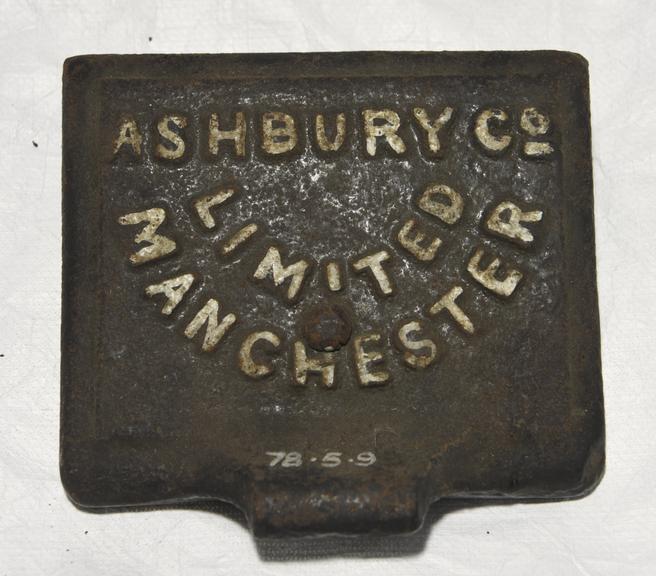 ASHBURY Cº
LIMITED
MANCHESTER
78·5·9